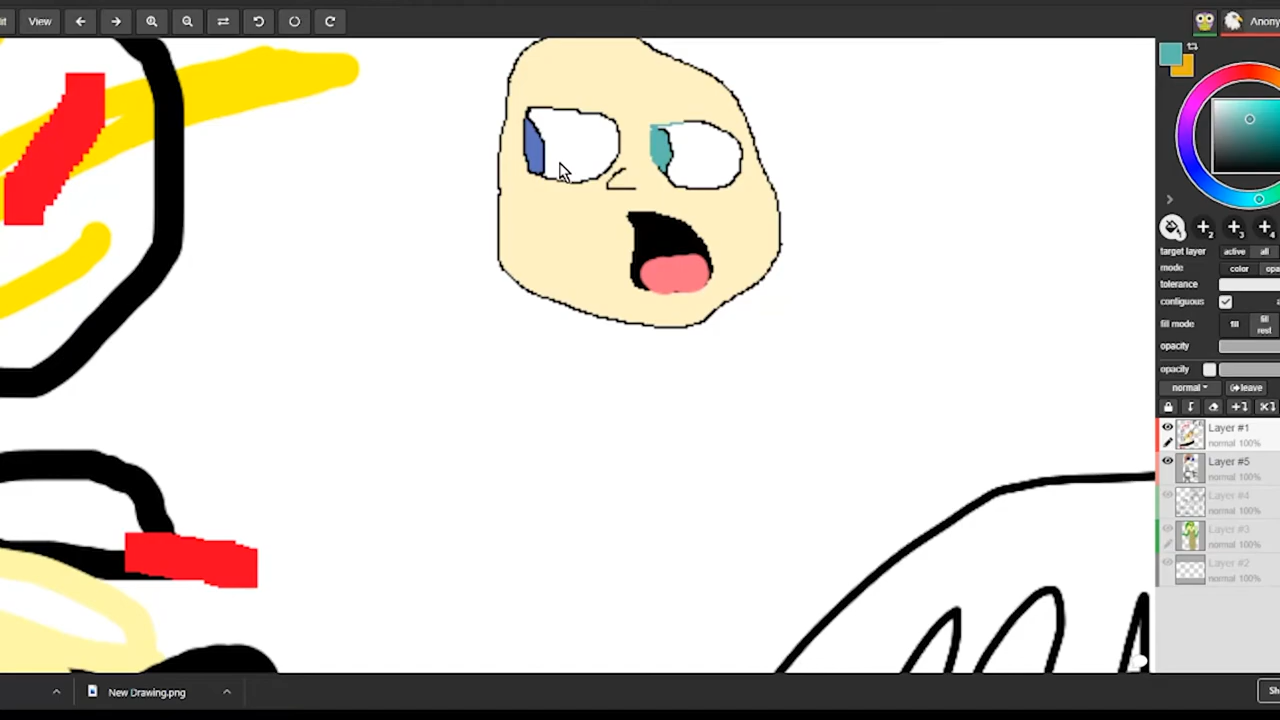 it View Anony
target layer active all
mode color opa
tolerance
contiguous
fill mode fill fill rest
opacity
opacity
normal leave
Layer #1
normal 100%
Layer #5
normal 100%
Layer #4
normal 100%
Layer #3
normal 100%
Layer #2
normal 100%
New Drawing.png